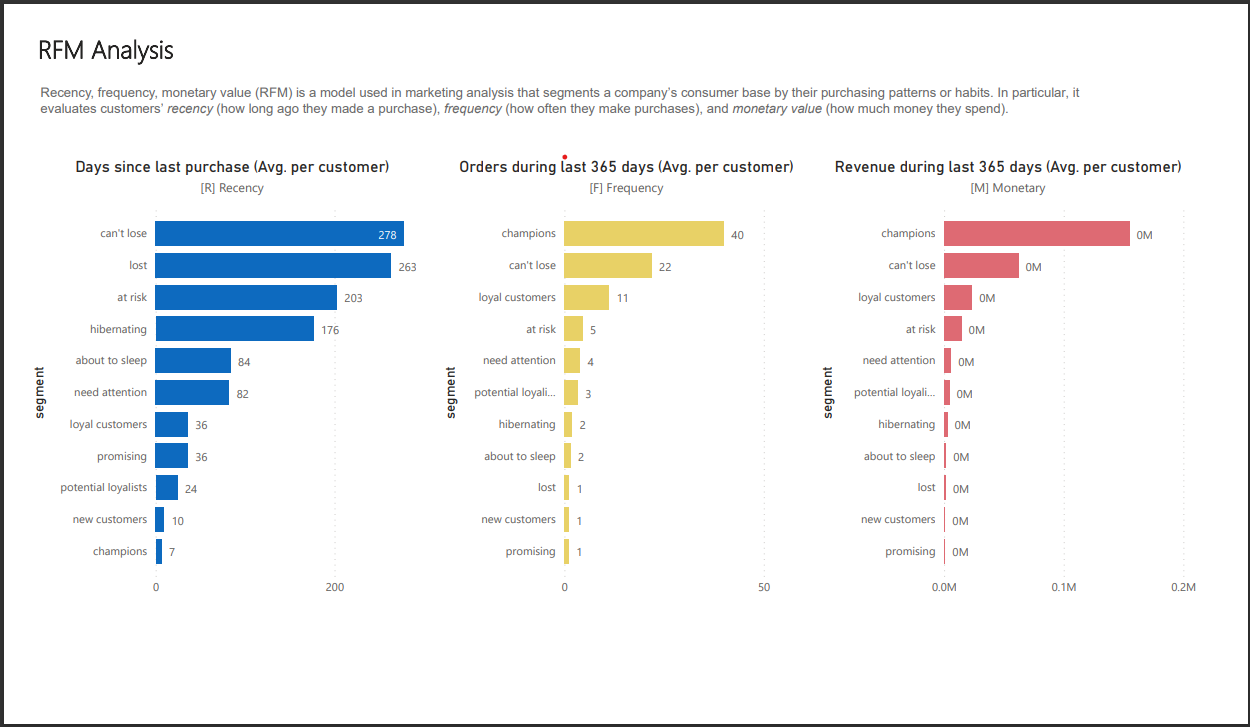 RFM Analysis
Recency, frequency, monetary value (RFM) is a model used in marketing analysis that segments a company's consumer base by their purchasing patterns or habits. In particular, it
evaluates customers' recency (how long ago they made a purchase), frequency (how often they make purchases), and monetary value (how much money they spend).
Days since last purchase (Avg. per customer)
[R] Recency
segment
can't lose 278
lost 263
at risk 203
hibernating 176
about to sleep 84
need attention 82
loyal customers 36
promising 36
potential loyalists 24
new customers 10
champions 7
0 200
Orders during last 365 days (Avg. per customer)
[F] Frequency
segment
champions 40
can't lose 22
loyal customers 11
at risk 5
need attention 4
potential loyali... 3
hibernating 2
about to sleep 2
lost 1
new customers 1
promising 1
0 50
Revenue during last 365 days (Avg. per customer)
[M] Monetary
segment
champions 0M
can't lose 0M
loyal customers 0M
at risk 0M
need attention 0M
potential loyali... 0M
hibernating 0M
about to sleep 0M
lost 0M
new customers 0M
promising 0M
0.0M 0.1M 0.2M